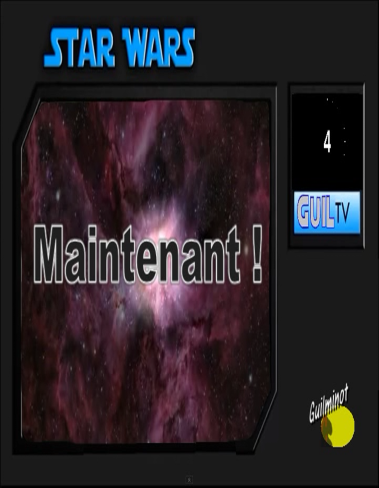 STAR WARS
4
GUIL TV
Maintenant !
Guilminot